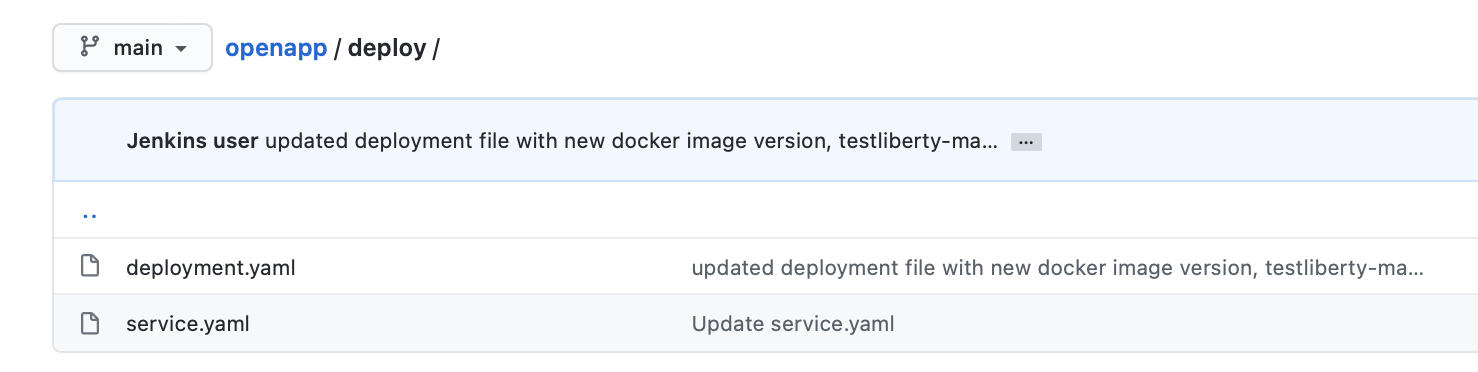 main openapp / deploy /
Jenkins user updated deployment file with new docker image version, testliberty-ma... ...
..
deployment.yaml updated deployment file with new docker image version, testliberty-ma...
service.yaml Update service.yaml